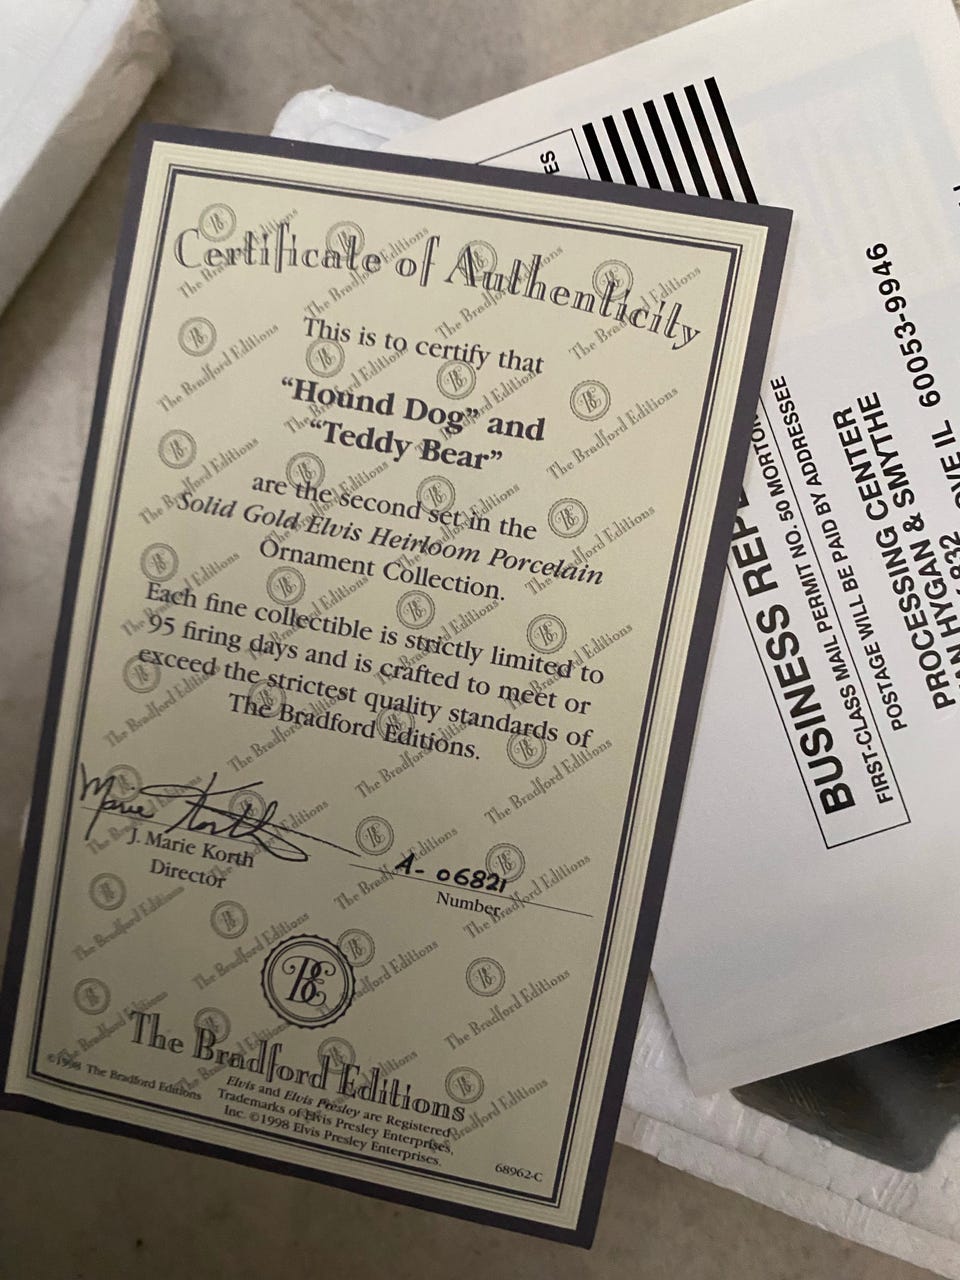 Certificate of Authenticity
This is to certify that
“Hound Dog” and
“Teddy Bear”
are the second set in the
Solid Gold Elvis Heirloom Porcelain
Ornament Collection.
Each fine collectible is strictly limited to
95 firing days and is crafted to meet or
exceed the strictest quality standards of
The Bradford Editions.
Marie Korth
J. Marie Korth
Director
A- 06821
Number
BE
The Bradford Editions
©1998 The Bradford Editions
Elvis and Elvis Presley are Registered
Trademarks of Elvis Presley Enterprises,
Inc. ©1998 Elvis Presley Enterprises.
68962-C
BUSINESS
FIRST-CLASS MAIL PERMIT NO. 50 MORTON
POSTAGE WILL BE PAID BY ADDRESSEE
PROCESSING CENTER
HYGAN & SMYTHE
IL 60053-9946